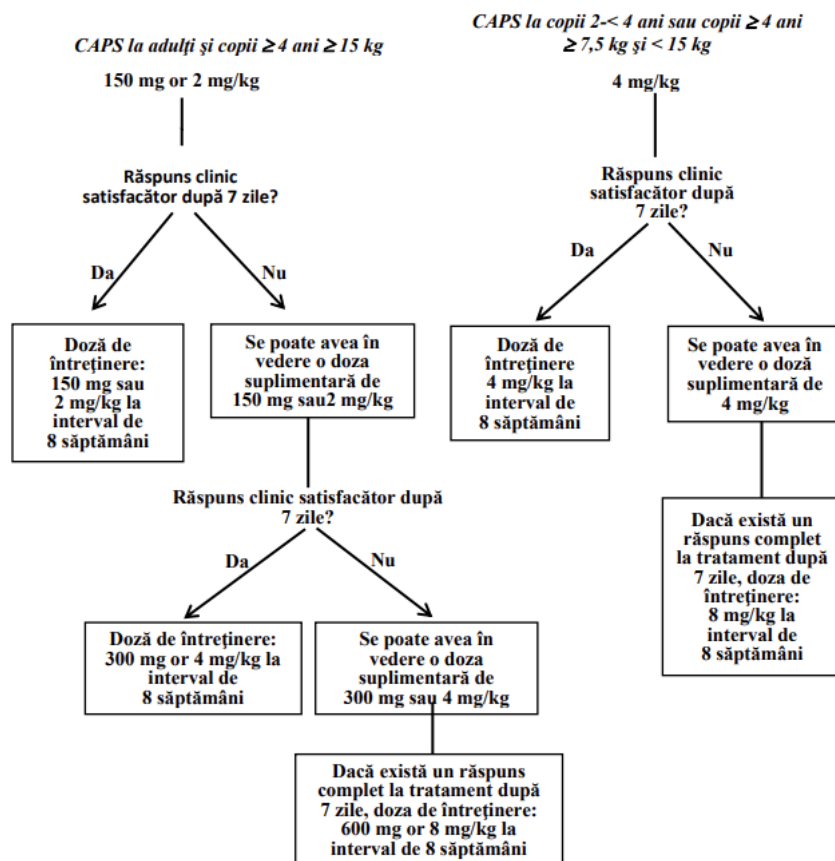 CAPS la adulţi şi copii ≥4 ani ≥15 kg
150 mg or 2 mg/kg
Răspuns clinic
satisfacător după 7 zile?
Da
Nu
Doză de
întreţinere:
150 mg sau
2 mg/kg la
interval de
8 săptămâni
Se poate avea în
vedere o doza
suplimentară de
150 mg sau2 mg/kg
Răspuns clinic satisfacător după
7 zile?
Da
Nu
Doză de întreţinere:
300 mg or 4 mg/kg la
interval de
8 săptămâni
Se poate avea în
vedere o doza
suplimentară de
300 mg sau 4 mg/kg
Dacă există un răspuns
complet la tratament după
7 zile, doza de întreţinere:
600 mg or 8 mg/kg la
interval de 8 săptămâni
CAPS la copii 2-< 4 ani sau copii ≥ 4 ani
≥ 7,5 kg şi < 15 kg
4 mg/kg
Răspuns clinic
satisfacător după
7 zile?
Da
Nu
Doză de
întreţinere
4 mg/kg la
interval de
8 săptămâni
Se poate avea în
vedere o doză
suplimentară de
4 mg/kg
Dacă există un
răspuns complet
la tratament după
7 zile, doza de
întreţinere:
8 mg/kg la
interval de
8 săptămâni